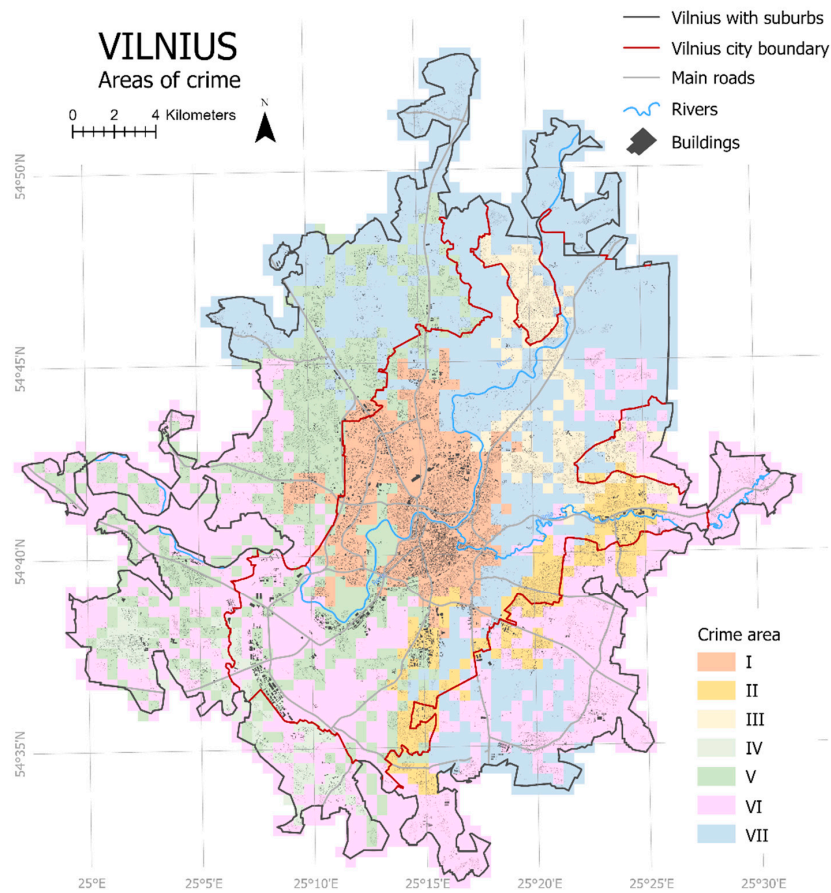 VILNIUS
Areas of crime
0 2 4 Kilometers
N
Vilnius with suburbs
Vilnius city boundary
Main roads
Rivers
Buildings
54°50'N
54°45'N
54°40'N
54°35'N
Crime area
I
II
III
IV
V
VI
VII
25°E
25°5'E
25°10'E
25°15'E
25°20'E
25°25'E
25°30'E